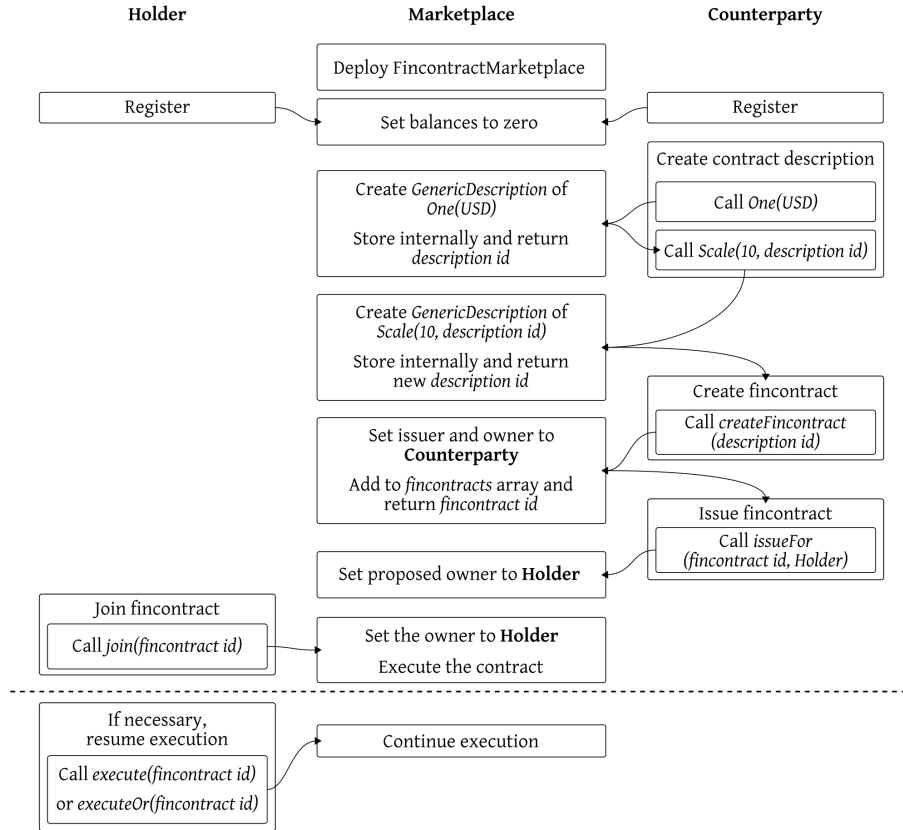 Holder
Marketplace
Counterparty
Deploy FincontractMarketplace
Register
Set balances to zero
Register
Create contract description
Call One(USD)
Call Scale(10, description id)
Create GenericDescription of
One(USD)
Store internally and return
description id
Create GenericDescription of
Scale(10, description id)
Store internally and return
new description id
Create fincontract
Call createFincontract
(description id)
Set issuer and owner to
Counterparty
Add to fincontracts array and
return fincontract id
Issue fincontract
Call issueFor
(fincontract id, Holder)
Set proposed owner to Holder
Join fincontract
Call join(fincontract id)
Set the owner to Holder
Execute the contract
If necessary,
resume execution
Call execute(fincontract id)
or executeOr(fincontract id)
Continue execution